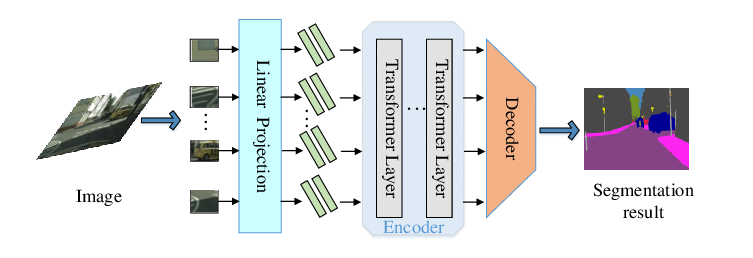 Image
Linear Projection
Transformer Layer
Transformer Layer
Encoder
Decoder
Segmentation
result